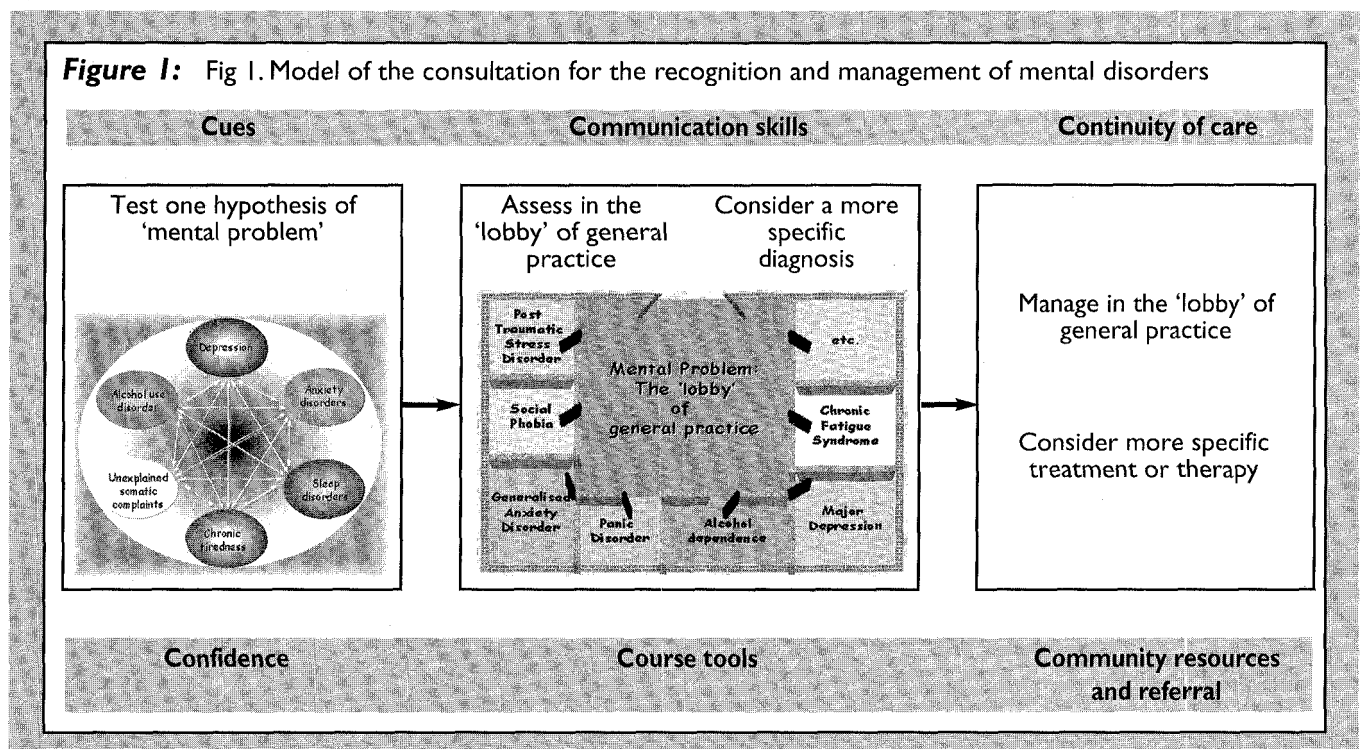 Figure 1: Fig 1. Model of the consultation for the recognition and management of mental disorders
Cues
Communication skills
Continuity of care
Test one hypothesis of
‘mental problem’
Depression
Alcohol use
disorder
Anxiety
disorders
Unexplained
somatic
complaints
Sleep
disorders
Chronic
tiredness
Assess in the
‘lobby’ of general
practice
Consider a more
specific
diagnosis
Post
Traumatic
Stress
Disorder
Mental Problem:
The ‘lobby’
of
general practice
etc.
Social
Phobia
Chronic
Fatigue
Syndrome
Generalised
Anxiety
Disorder
Panic
Disorder
Alcohol
dependence
Major
Depression
Manage in the ‘lobby’ of
general practice
Consider more specific
treatment or therapy
Confidence
Course tools
Community resources
and referral